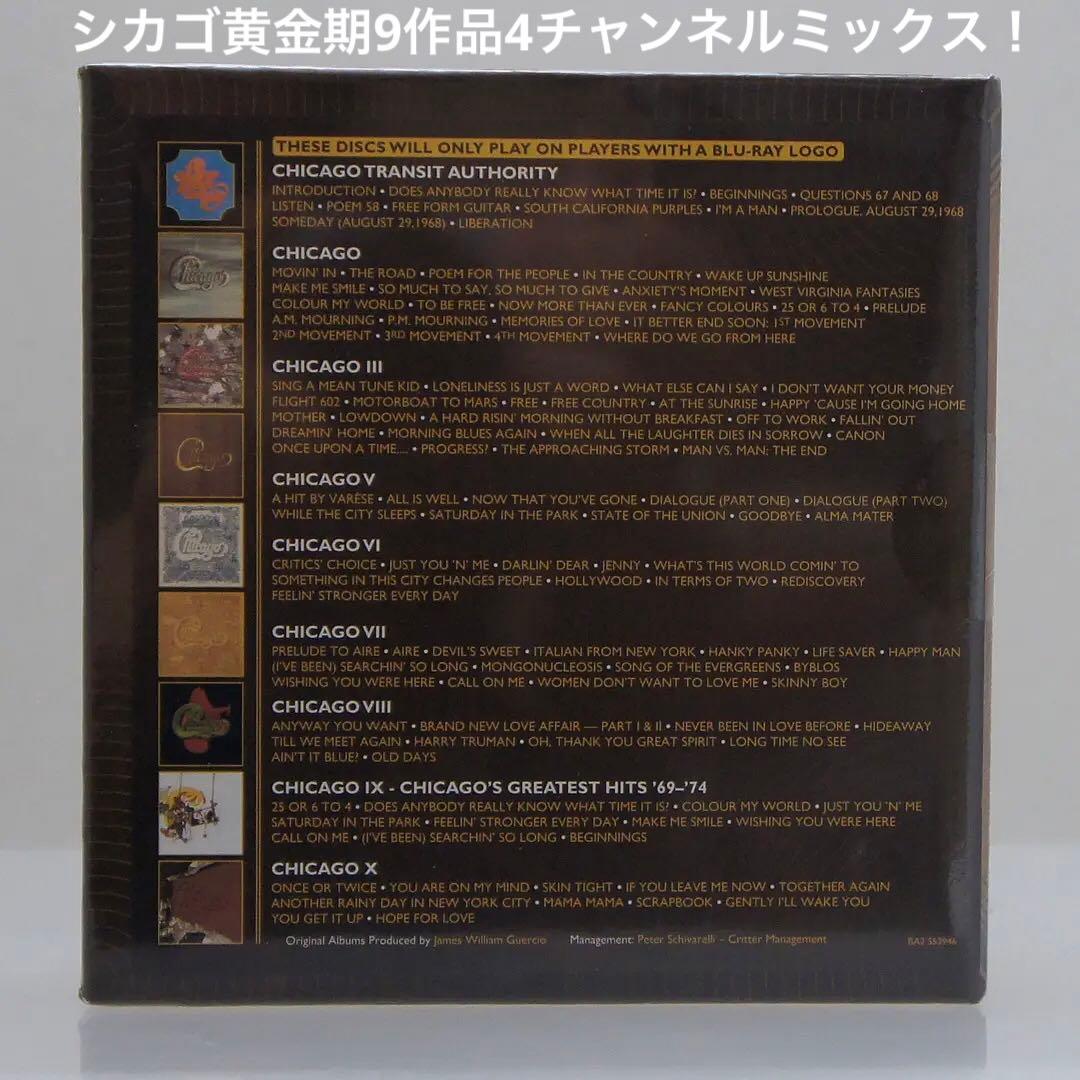 シカゴ黄金期9作品4チャンネルミックス！
THESE DISCS WILL ONLY PLAY ON PLAYERS WITH A BLU-RAY LOGO
CHICAGO TRANSIT AUTHORITY
INTRODUCTION • DOES ANYBODY REALLY KNOW WHAT TIME IT IS? • BEGINNINGS • QUESTIONS 67 AND 68
LISTEN • POEM 58 • FREE FORM GUITAR • SOUTH CALIFORNIA PURPLES • I'M A MAN • PROLOGUE, AUGUST 29,1968
SOMEDAY (AUGUST 29,1968) • LIBERATION
CHICAGO
MOVIN' IN • THE ROAD • POEM FOR THE PEOPLE • IN THE COUNTRY • WAKE UP SUNSHINE
MAKE ME SMILE • SO MUCH TO SAY, SO MUCH TO GIVE • ANXIETY'S MOMENT • WEST VIRGINIA FANTASIES
COLOUR MY WORLD • TO BE FREE • NOW MORE THAN EVER • FANCY COLOURS • 25 OR 6 TO 4 • PRELUDE
A.M. MOURNING • P.M. MOURNING • MEMORIES OF LOVE • IT BETTER END SOON: 1ST MOVEMENT
2ND MOVEMENT • 3RD MOVEMENT • 4TH MOVEMENT • WHERE DO WE GO FROM HERE
CHICAGO III
SING A MEAN TUNE KID • LONELINESS IS JUST A WORD • WHAT ELSE CAN I SAY • I DON'T WANT YOUR MONEY
FLIGHT 602 • MOTORBOAT TO MARS • FREE • FREE COUNTRY • AT THE SUNRISE • HAPPY 'CAUSE I'M GOING HOME
MOTHER • LOWDOWN • A HARD RISIN' MORNING WITHOUT BREAKFAST • OFF TO WORK • FALLIN' OUT
DREAMIN' HOME • MORNING BLUES AGAIN • WHEN ALL THE LAUGHTER DIES IN SORROW • CANON
ONCE UPON A TIME.... • PROGRESS? • THE APPROACHING STORM • MAN VS. MAN: THE END
CHICAGO V
A HIT BY VARÈSE • ALL IS WELL • NOW THAT YOU'VE GONE • DIALOGUE (PART ONE) • DIALOGUE (PART TWO)
WHILE THE CITY SLEEPS • SATURDAY IN THE PARK • STATE OF THE UNION • GOODBYE • ALMA MATER
CHICAGO VI
CRITICS' CHOICE • JUST YOU 'N' ME • DARLIN' DEAR • JENNY • WHAT'S THIS WORLD COMIN' TO
SOMETHING IN THIS CITY CHANGES PEOPLE • HOLLYWOOD • IN TERMS OF TWO • REDISCOVERY
FEELIN' STRONGER EVERY DAY
CHICAGO VII
PRELUDE TO AIRE • AIRE • DEVIL'S SWEET • ITALIAN FROM NEW YORK • HANKY PANKY • LIFE SAVER • HAPPY MAN
(I'VE BEEN) SEARCHIN' SO LONG • MONGONUCLEOSIS • SONG OF THE EVERGREENS • BYBLOS
WISHING YOU WERE HERE • CALL ON ME • WOMEN DON'T WANT TO LOVE ME • SKINNY BOY
CHICAGO VIII
ANYWAY YOU WANT • BRAND NEW LOVE AFFAIR — PART I & II • NEVER BEEN IN LOVE BEFORE • HIDEAWAY
TILL WE MEET AGAIN • HARRY TRUMAN • OH, THANK YOU GREAT SPIRIT • LONG TIME NO SEE
AIN'T IT BLUE? • OLD DAYS
CHICAGO IX - CHICAGO'S GREATEST HITS '69–'74
25 OR 6 TO 4 • DOES ANYBODY REALLY KNOW WHAT TIME IT IS? • COLOUR MY WORLD • JUST YOU 'N' ME
SATURDAY IN THE PARK • FEELIN' STRONGER EVERY DAY • MAKE ME SMILE • WISHING YOU WERE HERE
CALL ON ME • (I'VE BEEN) SEARCHIN' SO LONG • BEGINNINGS
CHICAGO X
ONCE OR TWICE • YOU ARE ON MY MIND • SKIN TIGHT • IF YOU LEAVE ME NOW • TOGETHER AGAIN
ANOTHER RAINY DAY IN NEW YORK CITY • MAMA MAMA • SCRAPBOOK • GENTLY I'LL WAKE YOU
YOU GET IT UP • HOPE FOR LOVE
Original Albums Produced by James William Guercio Management: Peter Schivarelli – Critter Management
BA2 552946
Chicago
Chicago
Chicago
Chicago